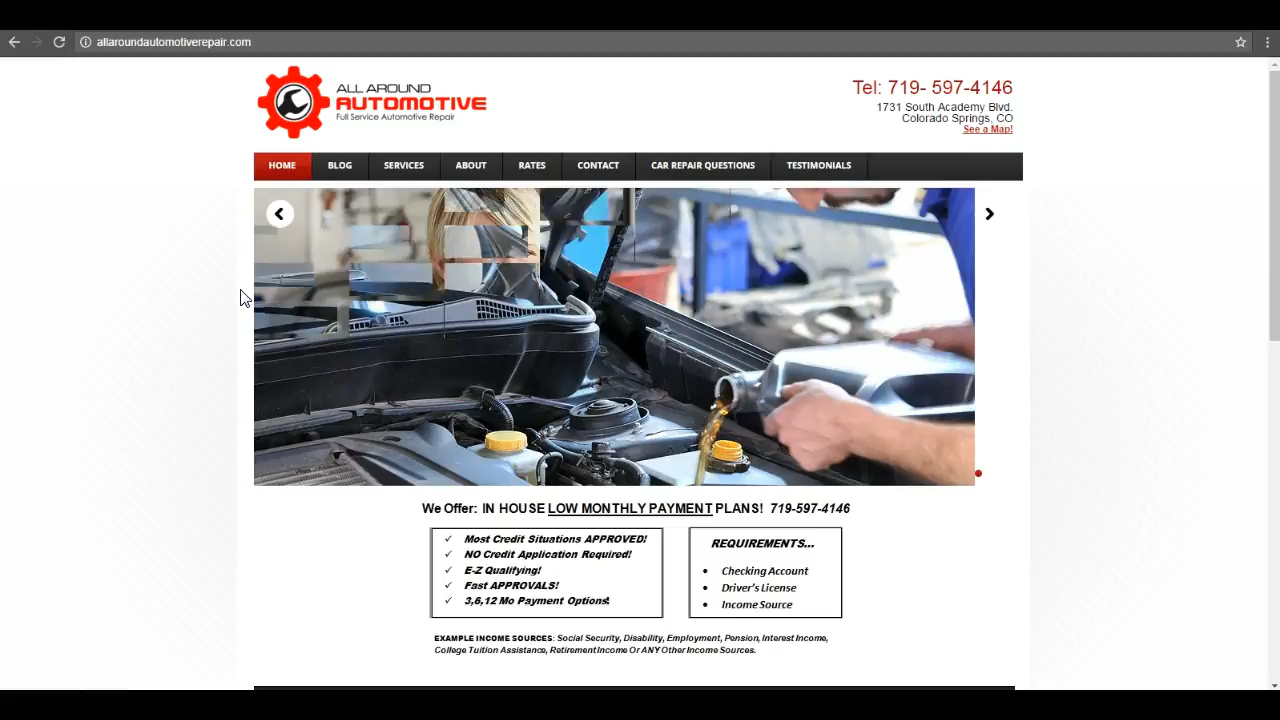 allaroundautomotiverepair.com
ALL AROUND
AUTOMOTIVE
Full Service Automotive Repair
Tel: 719- 597-4146
1731 South Academy Blvd.
Colorado Springs, CO
See a Map!
HOME BLOG SERVICES ABOUT RATES CONTACT CAR REPAIR QUESTIONS TESTIMONIALS
We Offer: IN HOUSE LOW MONTHLY PAYMENT PLANS! 719-597-4146
✓ Most Credit Situations APPROVED!
✓ NO Credit Application Required!
✓ E-Z Qualifying!
✓ Fast APPROVALS!
✓ 3,6,12 Mo Payment Options!
REQUIREMENTS...
• Checking Account
• Driver's License
• Income Source
EXAMPLE INCOME SOURCES: Social Security, Disability, Employment, Pension, Interest Income,
College Tuition Assistance, Retirement Income Or ANY Other Income Sources.